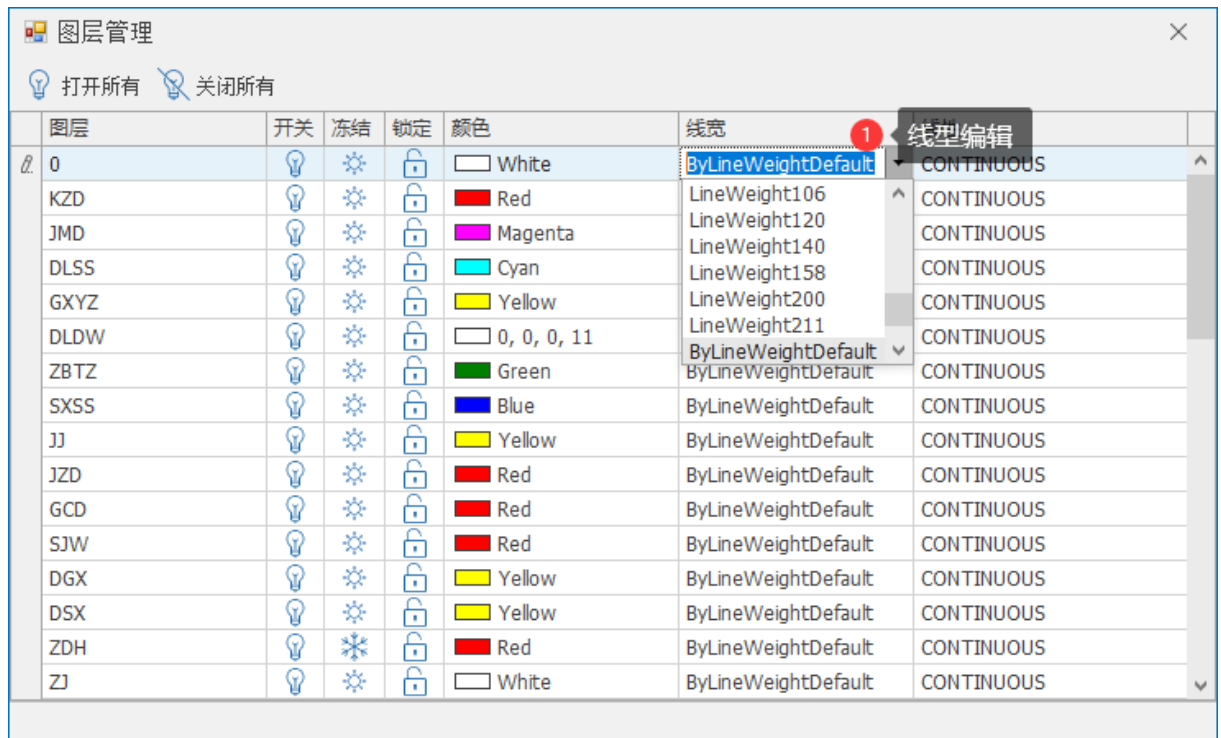 图层管理
打开所有 关闭所有
图层 开关 冻结 锁定 颜色 线宽 1 线型编辑
0 White ByLineWeightDefault CONTINUOUS
KZD Red LineWeight106 CONTINUOUS
LineWeight120
JMD Magenta LineWeight140 CONTINUOUS
DLSS Cyan LineWeight158 CONTINUOUS
GXYZ Yellow LineWeight200 CONTINUOUS
DLDW 0, 0, 0, 11 LineWeight211 CONTINUOUS
ByLineWeightDefault
ZBTZ Green ByLineWeightDefault CONTINUOUS
SXSS Blue ByLineWeightDefault CONTINUOUS
JJ Yellow ByLineWeightDefault CONTINUOUS
JZD Red ByLineWeightDefault CONTINUOUS
GCD Red ByLineWeightDefault CONTINUOUS
SJW Red ByLineWeightDefault CONTINUOUS
DGX Yellow ByLineWeightDefault CONTINUOUS
DSX Yellow ByLineWeightDefault CONTINUOUS
ZDH Red ByLineWeightDefault CONTINUOUS
ZJ White ByLineWeightDefault CONTINUOUS